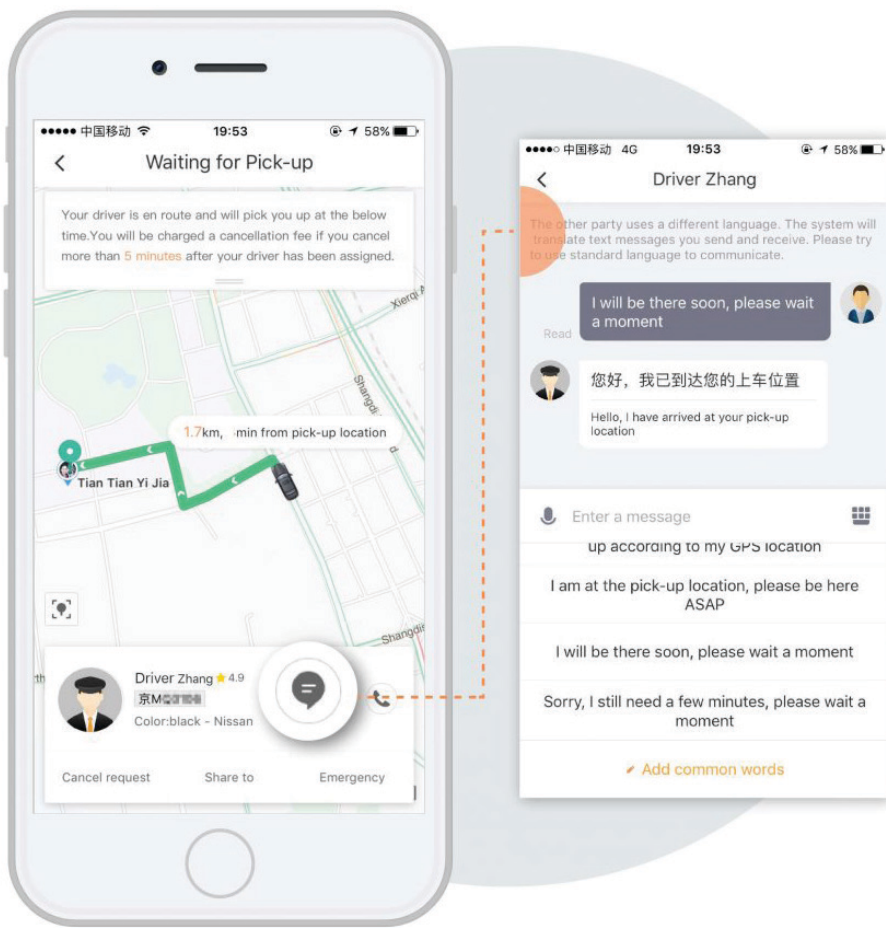 中国移动
19:53
58%
Waiting for Pick-up
Your driver is en route and will pick you up at the below
time.You will be charged a cancellation fee if you cancel
more than 5 minutes after your driver has been assigned.
Xierqi
Shangdi
1.7km, min from pick-up location
Tian Tian Yi Jia
Shangdi
th
Driver Zhang 4.9
京M
Color:black - Nissan
Cancel request
Share to
Emergency
中国移动 4G
19:53
58%
Driver Zhang
The other party uses a different language. The system will
translate text messages you send and receive. Please try
to use standard language to communicate.
I will be there soon, please wait
a moment
Read
您好，我已到达您的上车位置
Hello, I have arrived at your pick-up
location
Enter a message
up according to my GPS location
I am at the pick-up location, please be here
ASAP
I will be there soon, please wait a moment
Sorry, I still need a few minutes, please wait a
moment
Add common words